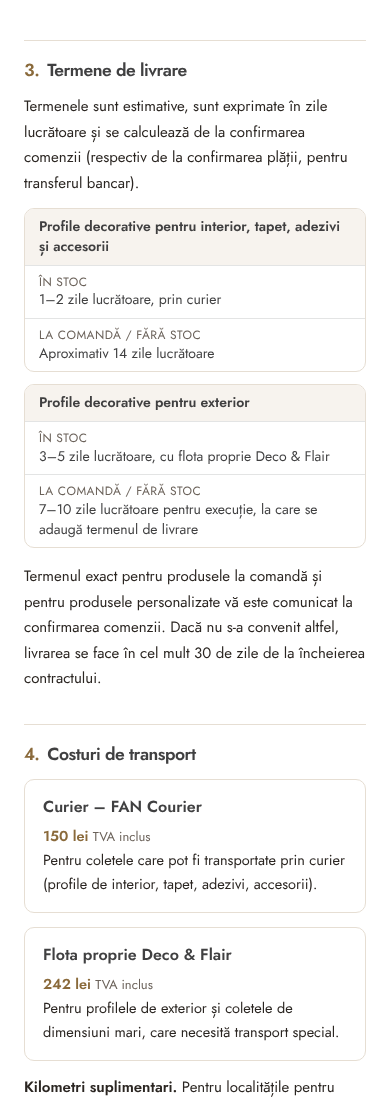 3. Termene de livrare
Termenele sunt estimative, sunt exprimate în zile
lucrătoare și se calculează de la confirmarea
comenzii (respectiv de la confirmarea plății, pentru
transferul bancar).
Profile decorative pentru interior, tapet, adezivi
și accesorii
ÎN STOC
1–2 zile lucrătoare, prin curier
LA COMANDĂ / FĂRĂ STOC
Aproximativ 14 zile lucrătoare
Profile decorative pentru exterior
ÎN STOC
3–5 zile lucrătoare, cu flota proprie Deco & Flair
LA COMANDĂ / FĂRĂ STOC
7–10 zile lucrătoare pentru execuție, la care se
adaugă termenul de livrare
Termenul exact pentru produsele la comandă și
pentru produsele personalizate vă este comunicat la
confirmarea comenzii. Dacă nu s-a convenit altfel,
livrarea se face în cel mult 30 de zile de la încheierea
contractului.
4. Costuri de transport
Curier – FAN Courier
150 lei TVA inclus
Pentru coletele care pot fi transportate prin curier
(profile de interior, tapet, adezivi, accesorii).
Flota proprie Deco & Flair
242 lei TVA inclus
Pentru profilele de exterior și coletele de
dimensiuni mari, care necesită transport special.
Kilometri suplimentari. Pentru localitățile pentru